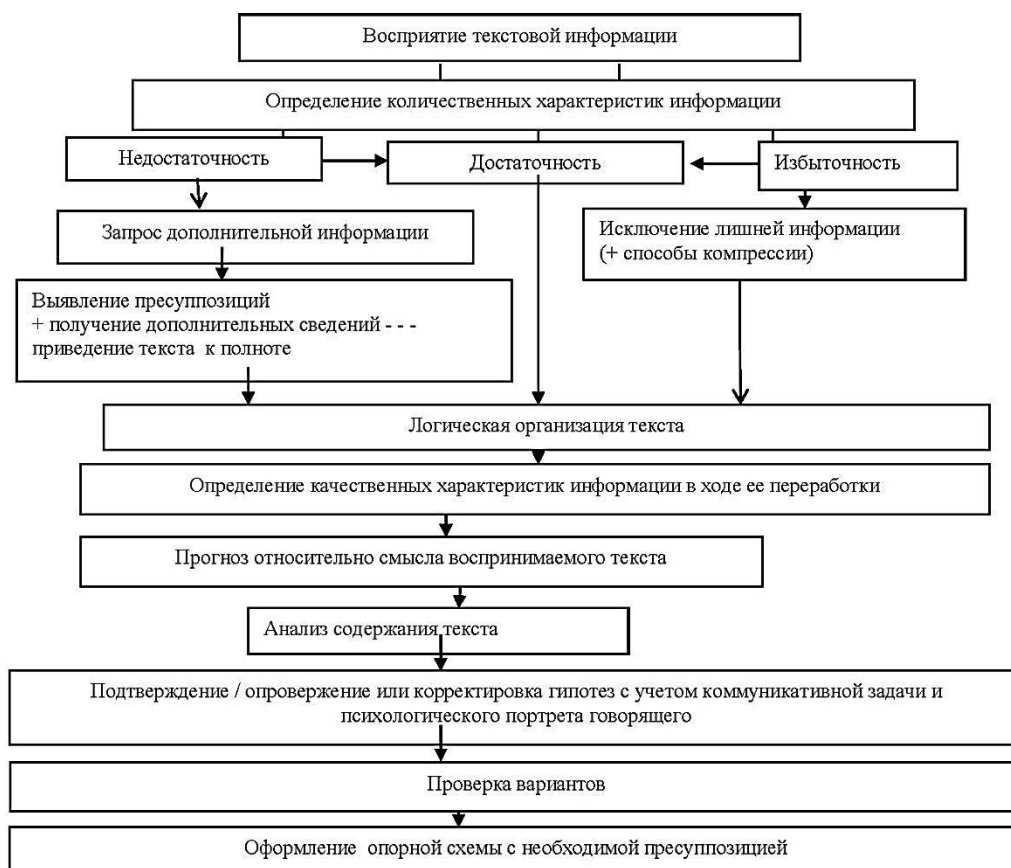 Восприятие текстовой информации
Определение количественных характеристик информации
Недостаточность
Достаточность
Избыточность
Запрос дополнительной информации
Исключение лишней информации
(+ способы компрессии)
Выявление пресуппозиций
+ получение дополнительных сведений - - -
приведение текста к полноте
Логическая организация текста
Определение качественных характеристик информации в ходе ее переработки
Прогноз относительно смысла воспринимаемого текста
Анализ содержания текста
Подтверждение / опровержение или корректировка гипотез с учетом коммуникативной задачи и
психологического портрета говорящего
Проверка вариантов
Оформление опорной схемы с необходимой пресуппозицией